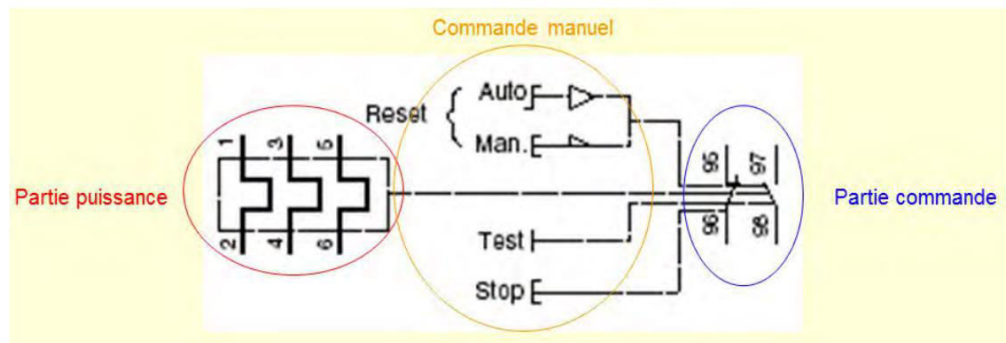 Commande manuel
Auto
Reset
Man.
1 3 5
95 97
Partie puissance
Partie commande
2 4 6
96 98
Test
Stop